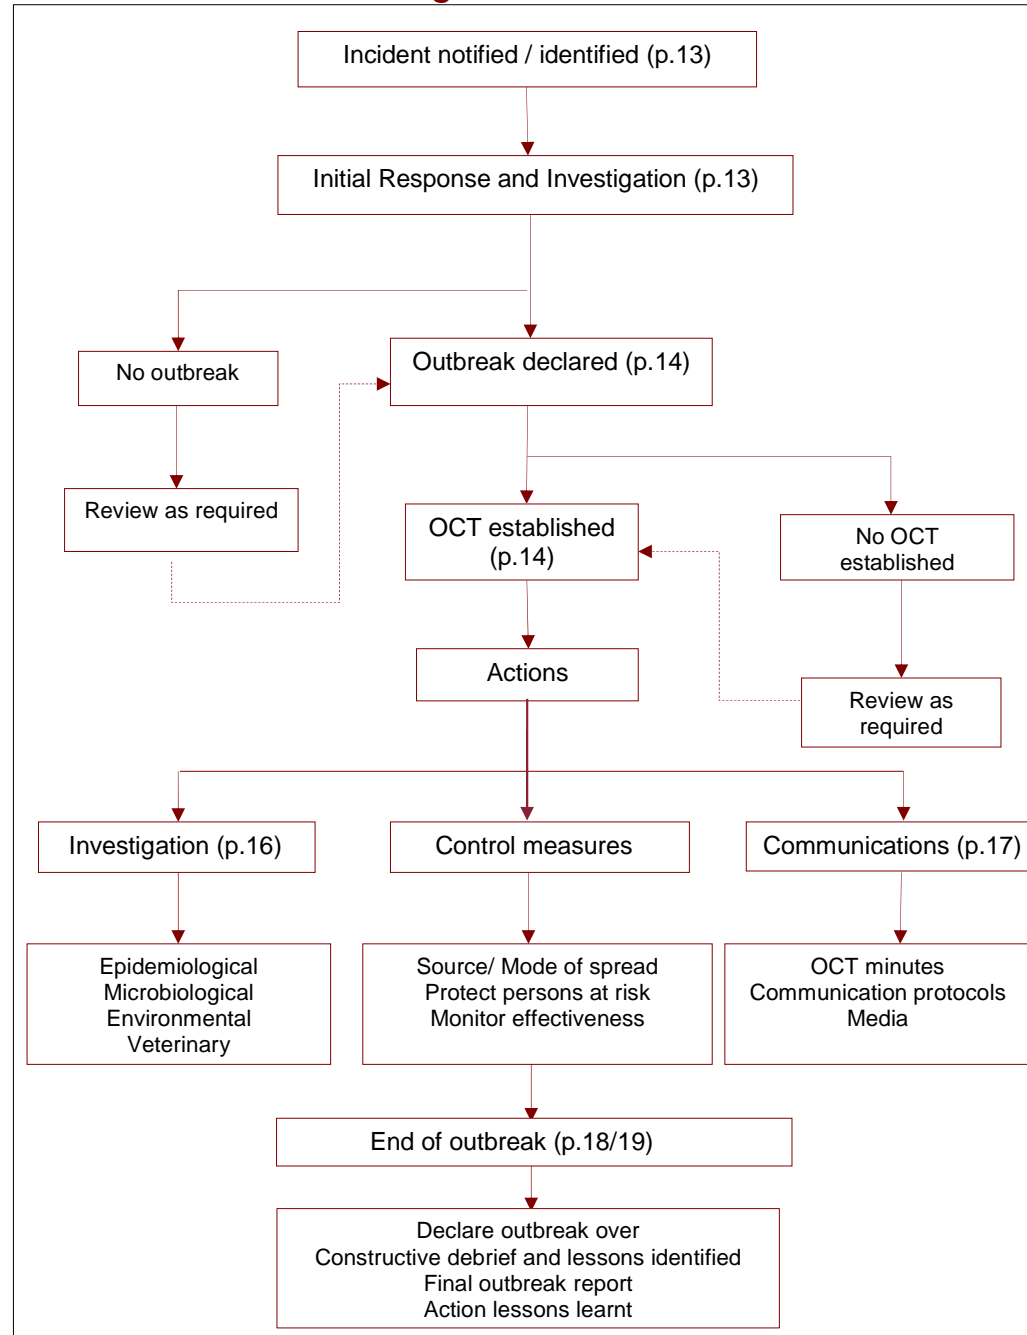 Incident notified / identified (p.13)
Initial Response and Investigation (p.13)
No outbreak
Outbreak declared (p.14)
Review as required
OCT established
(p.14)
No OCT
established
Actions
Review as
required
Investigation (p.16)
Control measures
Communications (p.17)
Epidemiological
Microbiological
Environmental
Veterinary
Source/ Mode of spread
Protect persons at risk
Monitor effectiveness
OCT minutes
Communication protocols
Media
End of outbreak (p.18/19)
Declare outbreak over
Constructive debrief and lessons identified
Final outbreak report
Action lessons learnt